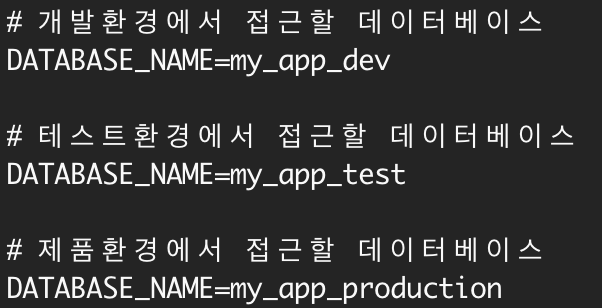 # 개발환경에서 접근할 데이터베이스
DATABASE_NAME=my_app_dev
# 테스트환경에서 접근할 데이터베이스
DATABASE_NAME=my_app_test
# 제품환경에서 접근할 데이터베이스
DATABASE_NAME=my_app_production